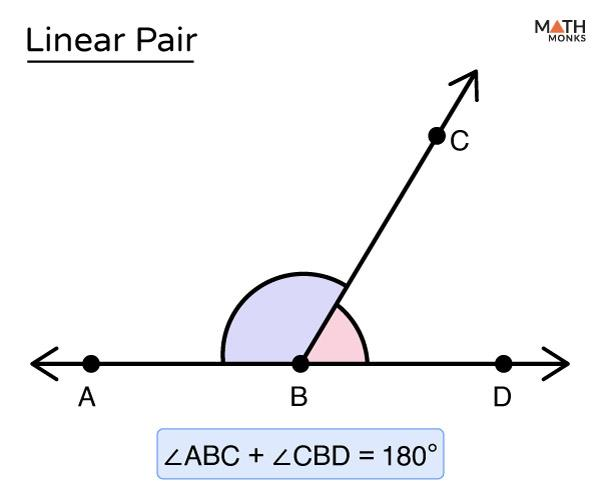 Linear Pair
MATH
MONKS
C
A
B
D
∠ABC + ∠CBD = 180°